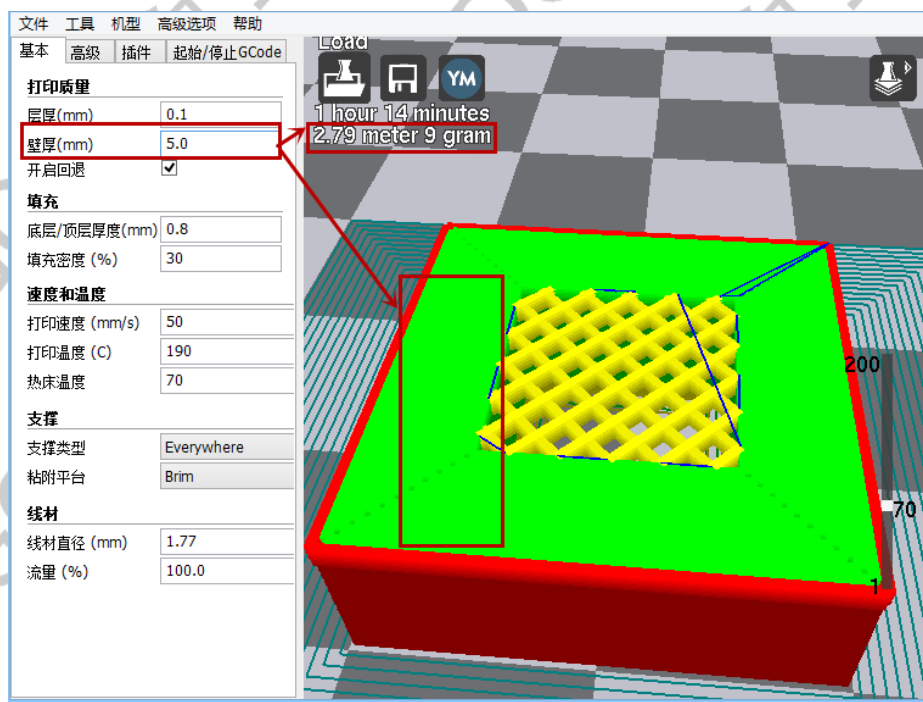 文件 工具 机型 高级选项 帮助
基本 高级 插件 起始/停止GCode
打印质量
层厚(mm) 0.1
壁厚(mm) 5.0
开启回退
填充
底层/顶层厚度(mm) 0.8
填充密度 (%) 30
速度和温度
打印速度 (mm/s) 50
打印温度 (C) 190
热床温度 70
支撑
支撑类型 Everywhere
粘附平台 Brim
线材
线材直径 (mm) 1.77
流量 (%) 100.0
Load
YM
1 hour 14 minutes
2.79 meter 9 gram
200
70
1